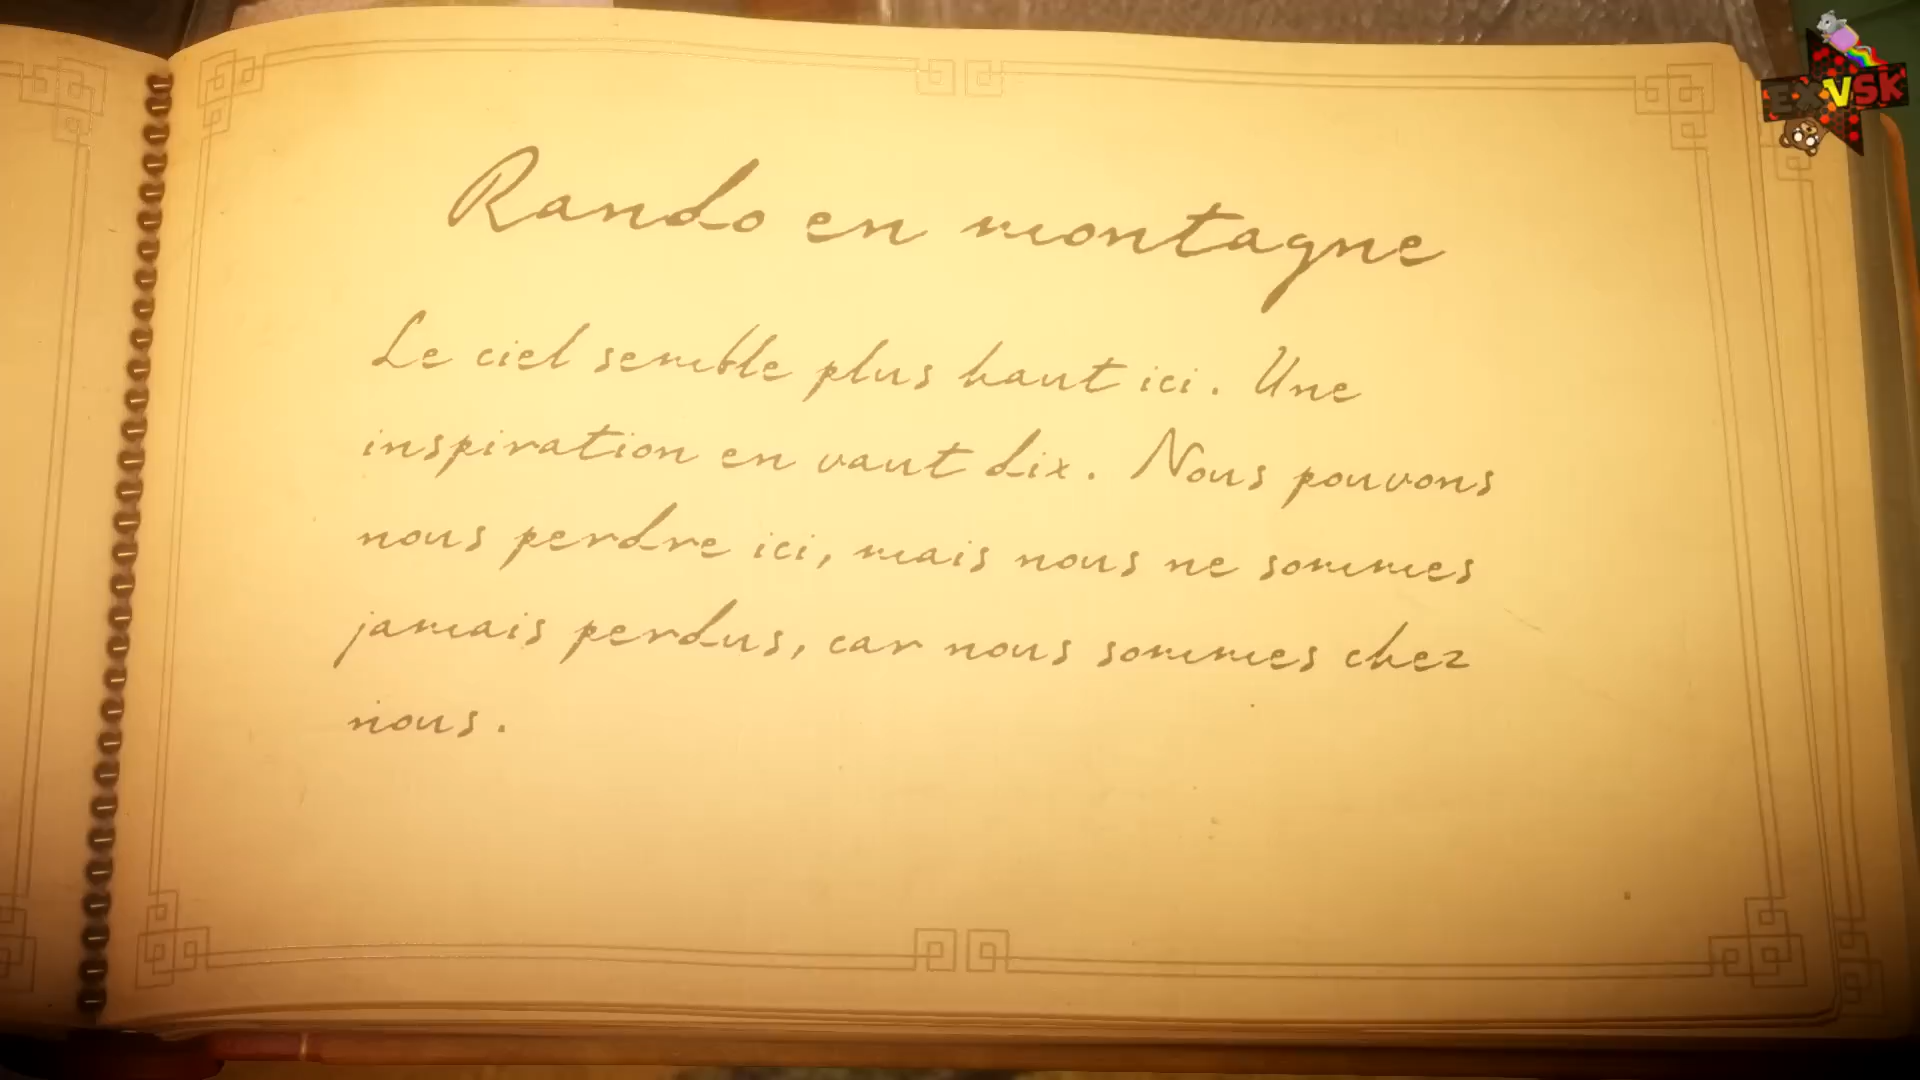 EXVSK
Rando en montagne
Le ciel semble plus haut ici. Une
inspiration en vaut dix. Nous pouvons
nous perdre ici, mais nous ne sommes
jamais perdus, car nous sommes chez
nous.